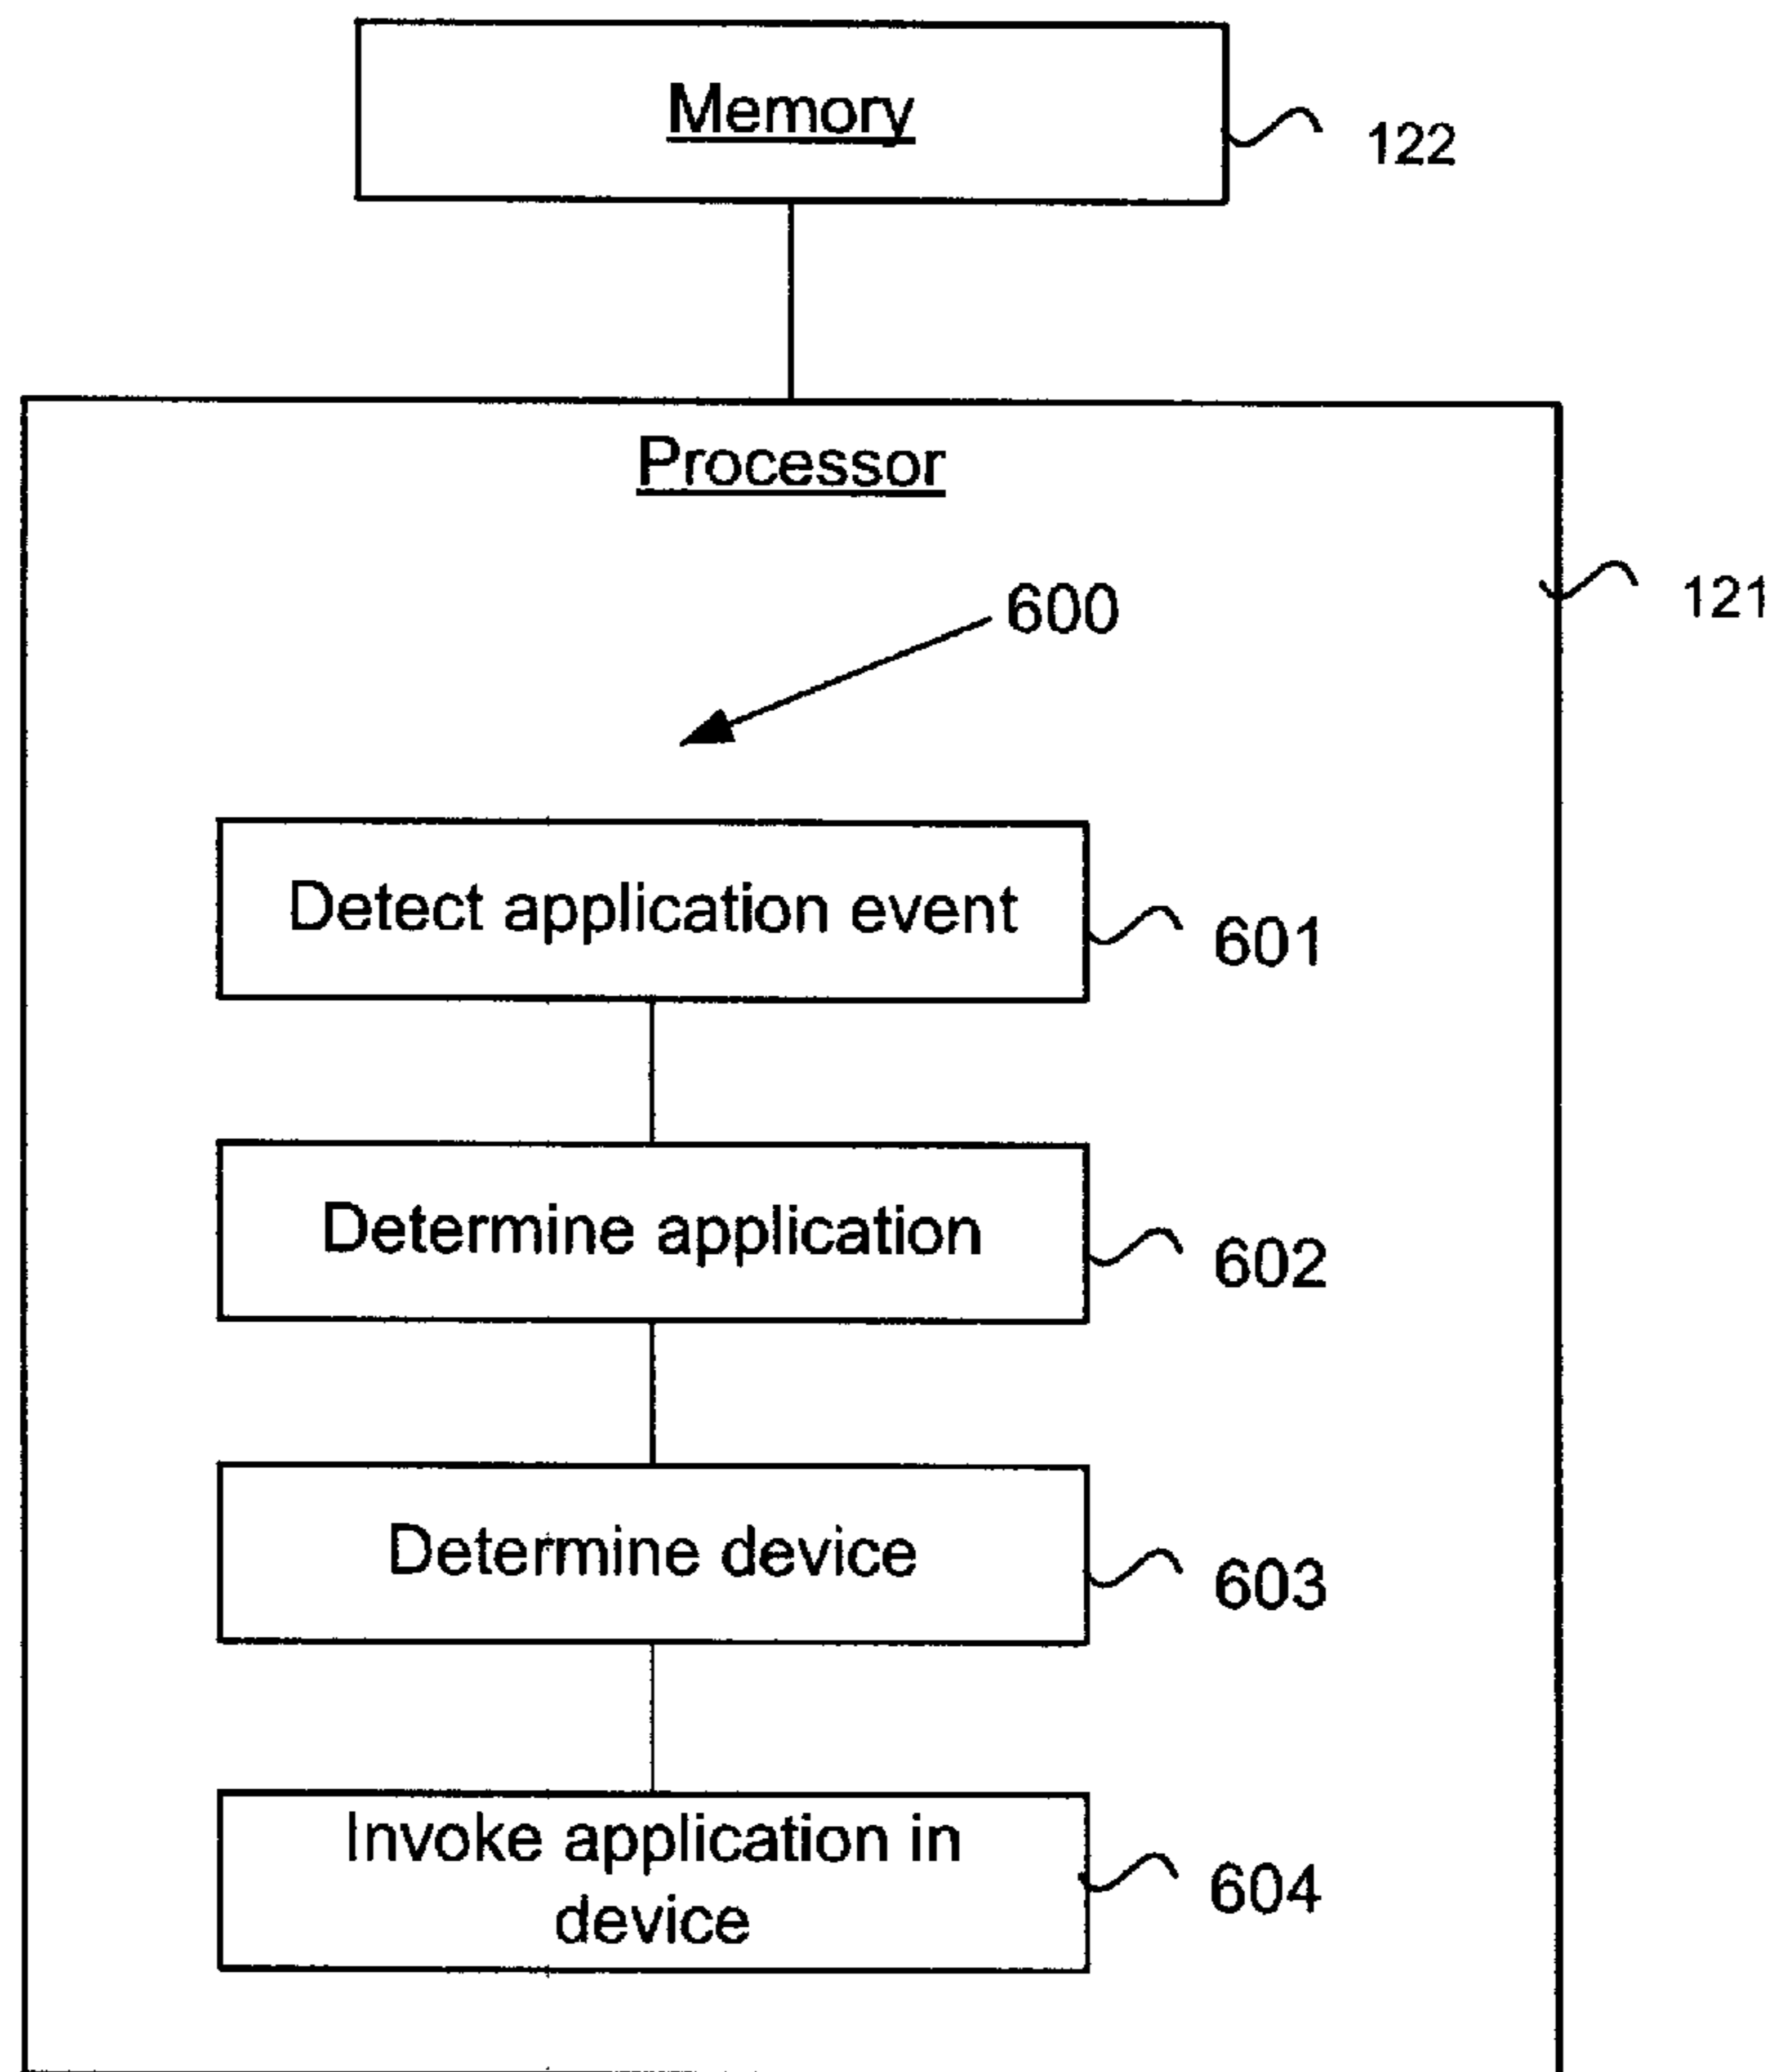 Memory
122
Processor
121
600
Detect application event
601
Determine application
602
Determine device
603
Invoke application in
device
604